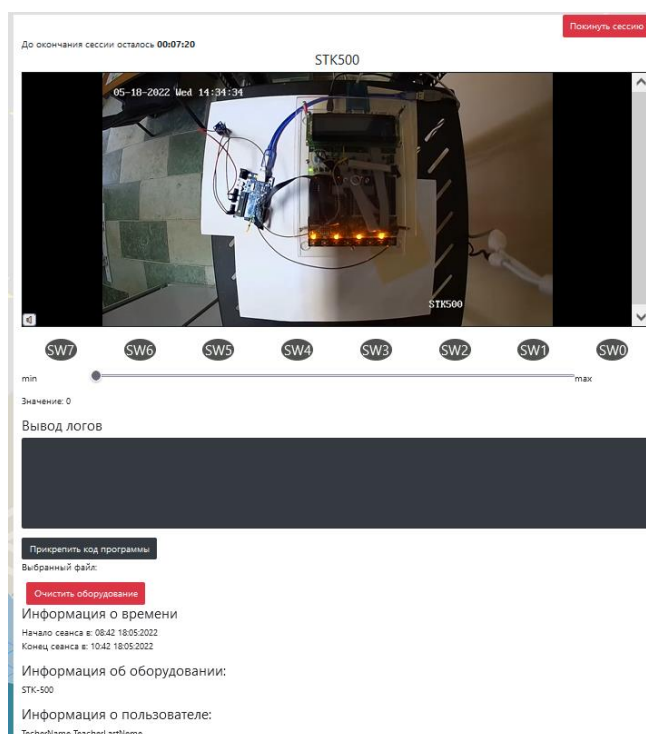 Покинуть сессию
До окончания сессии осталось 00:07:20
STK500
05-18-2022 Wed 14:34:34
STK500
SW7 SW6 SW5 SW4 SW3 SW2 SW1 SW0
min max
Значение: 0
Вывод логов
Прикрепить код программы
Выбранный файл:
Очистить оборудование
Информация о времени
Начало сеанса в: 08:42 18:05:2022
Конец сеанса в: 10:42 18:05:2022
Информация об оборудовании:
STK-500
Информация о пользователе:
TecherName TeacherLastName